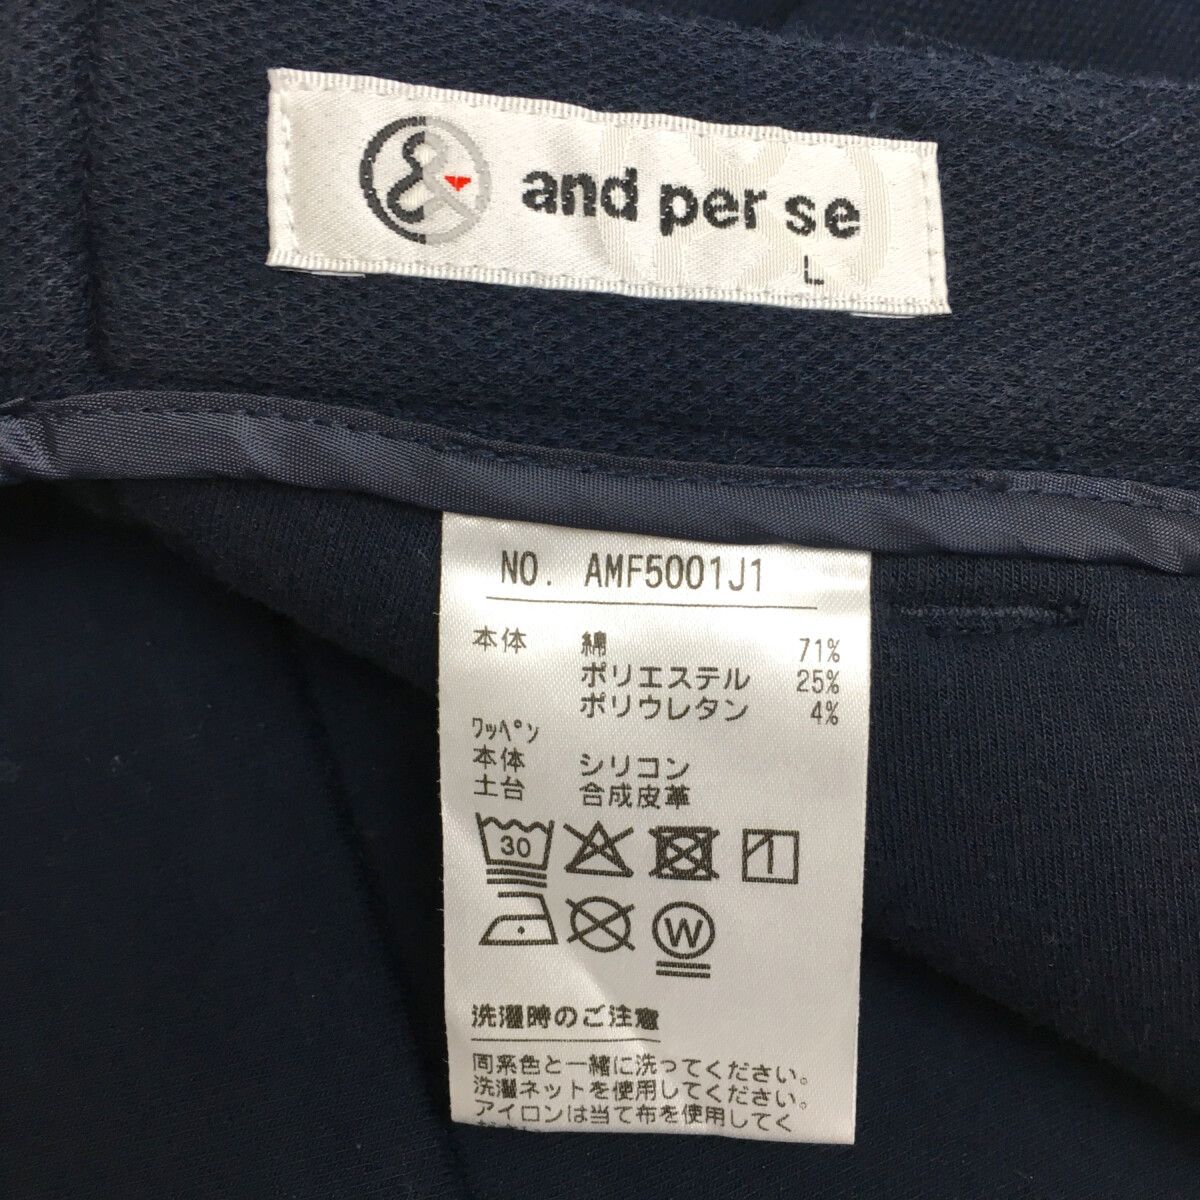 and per se
L
NO. AMF5001J1
本体 綿 71%
ポリエステル 25%
ポリウレタン 4%
ﾜｯﾍﾟﾝ
本体 シリコン
土台 合成皮革
30
W
洗濯時のご注意
同系色と一緒に洗ってください。
洗濯ネットを使用してください。
アイロンは当て布を使用してく